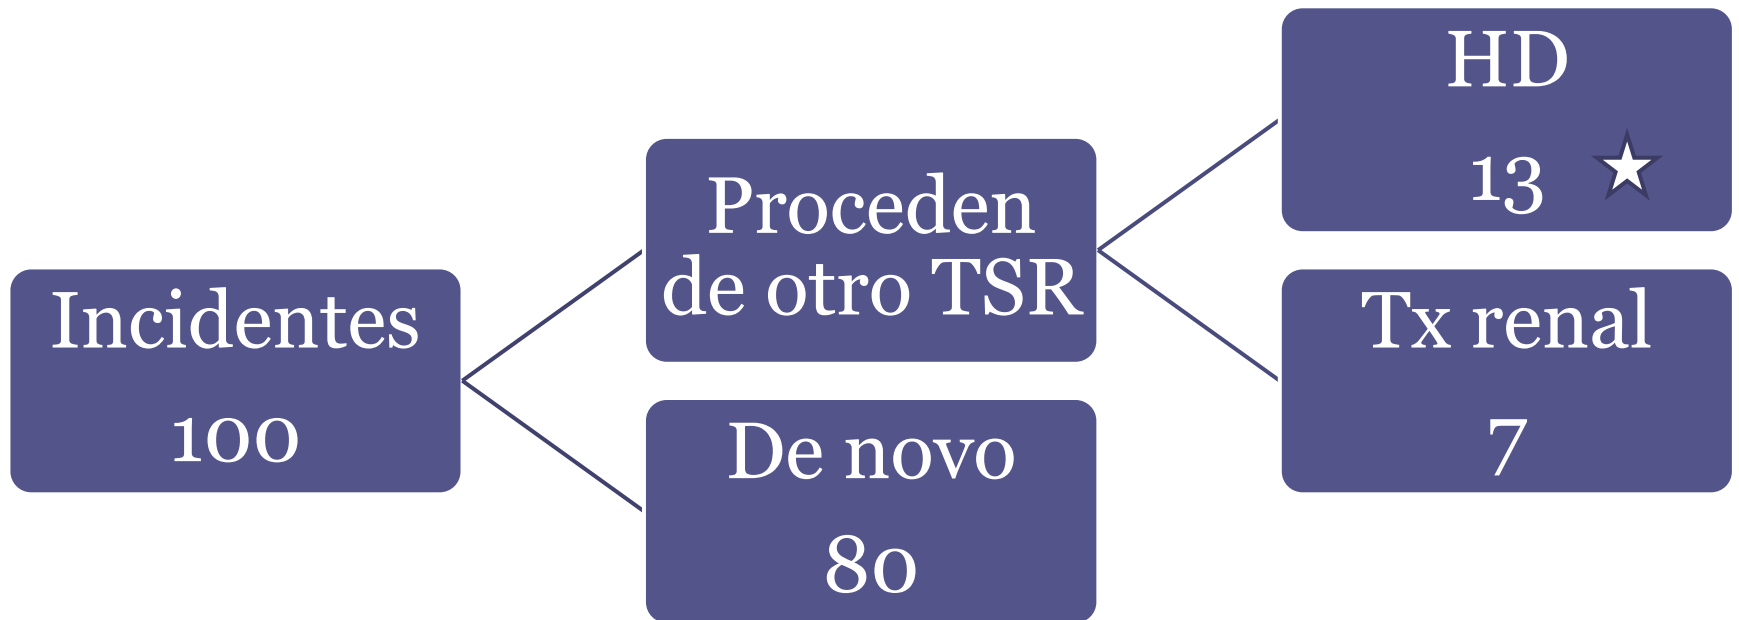 Incidentes
100
Proceden
de otro TSR
De novo
80
HD
13
Tx renal
7